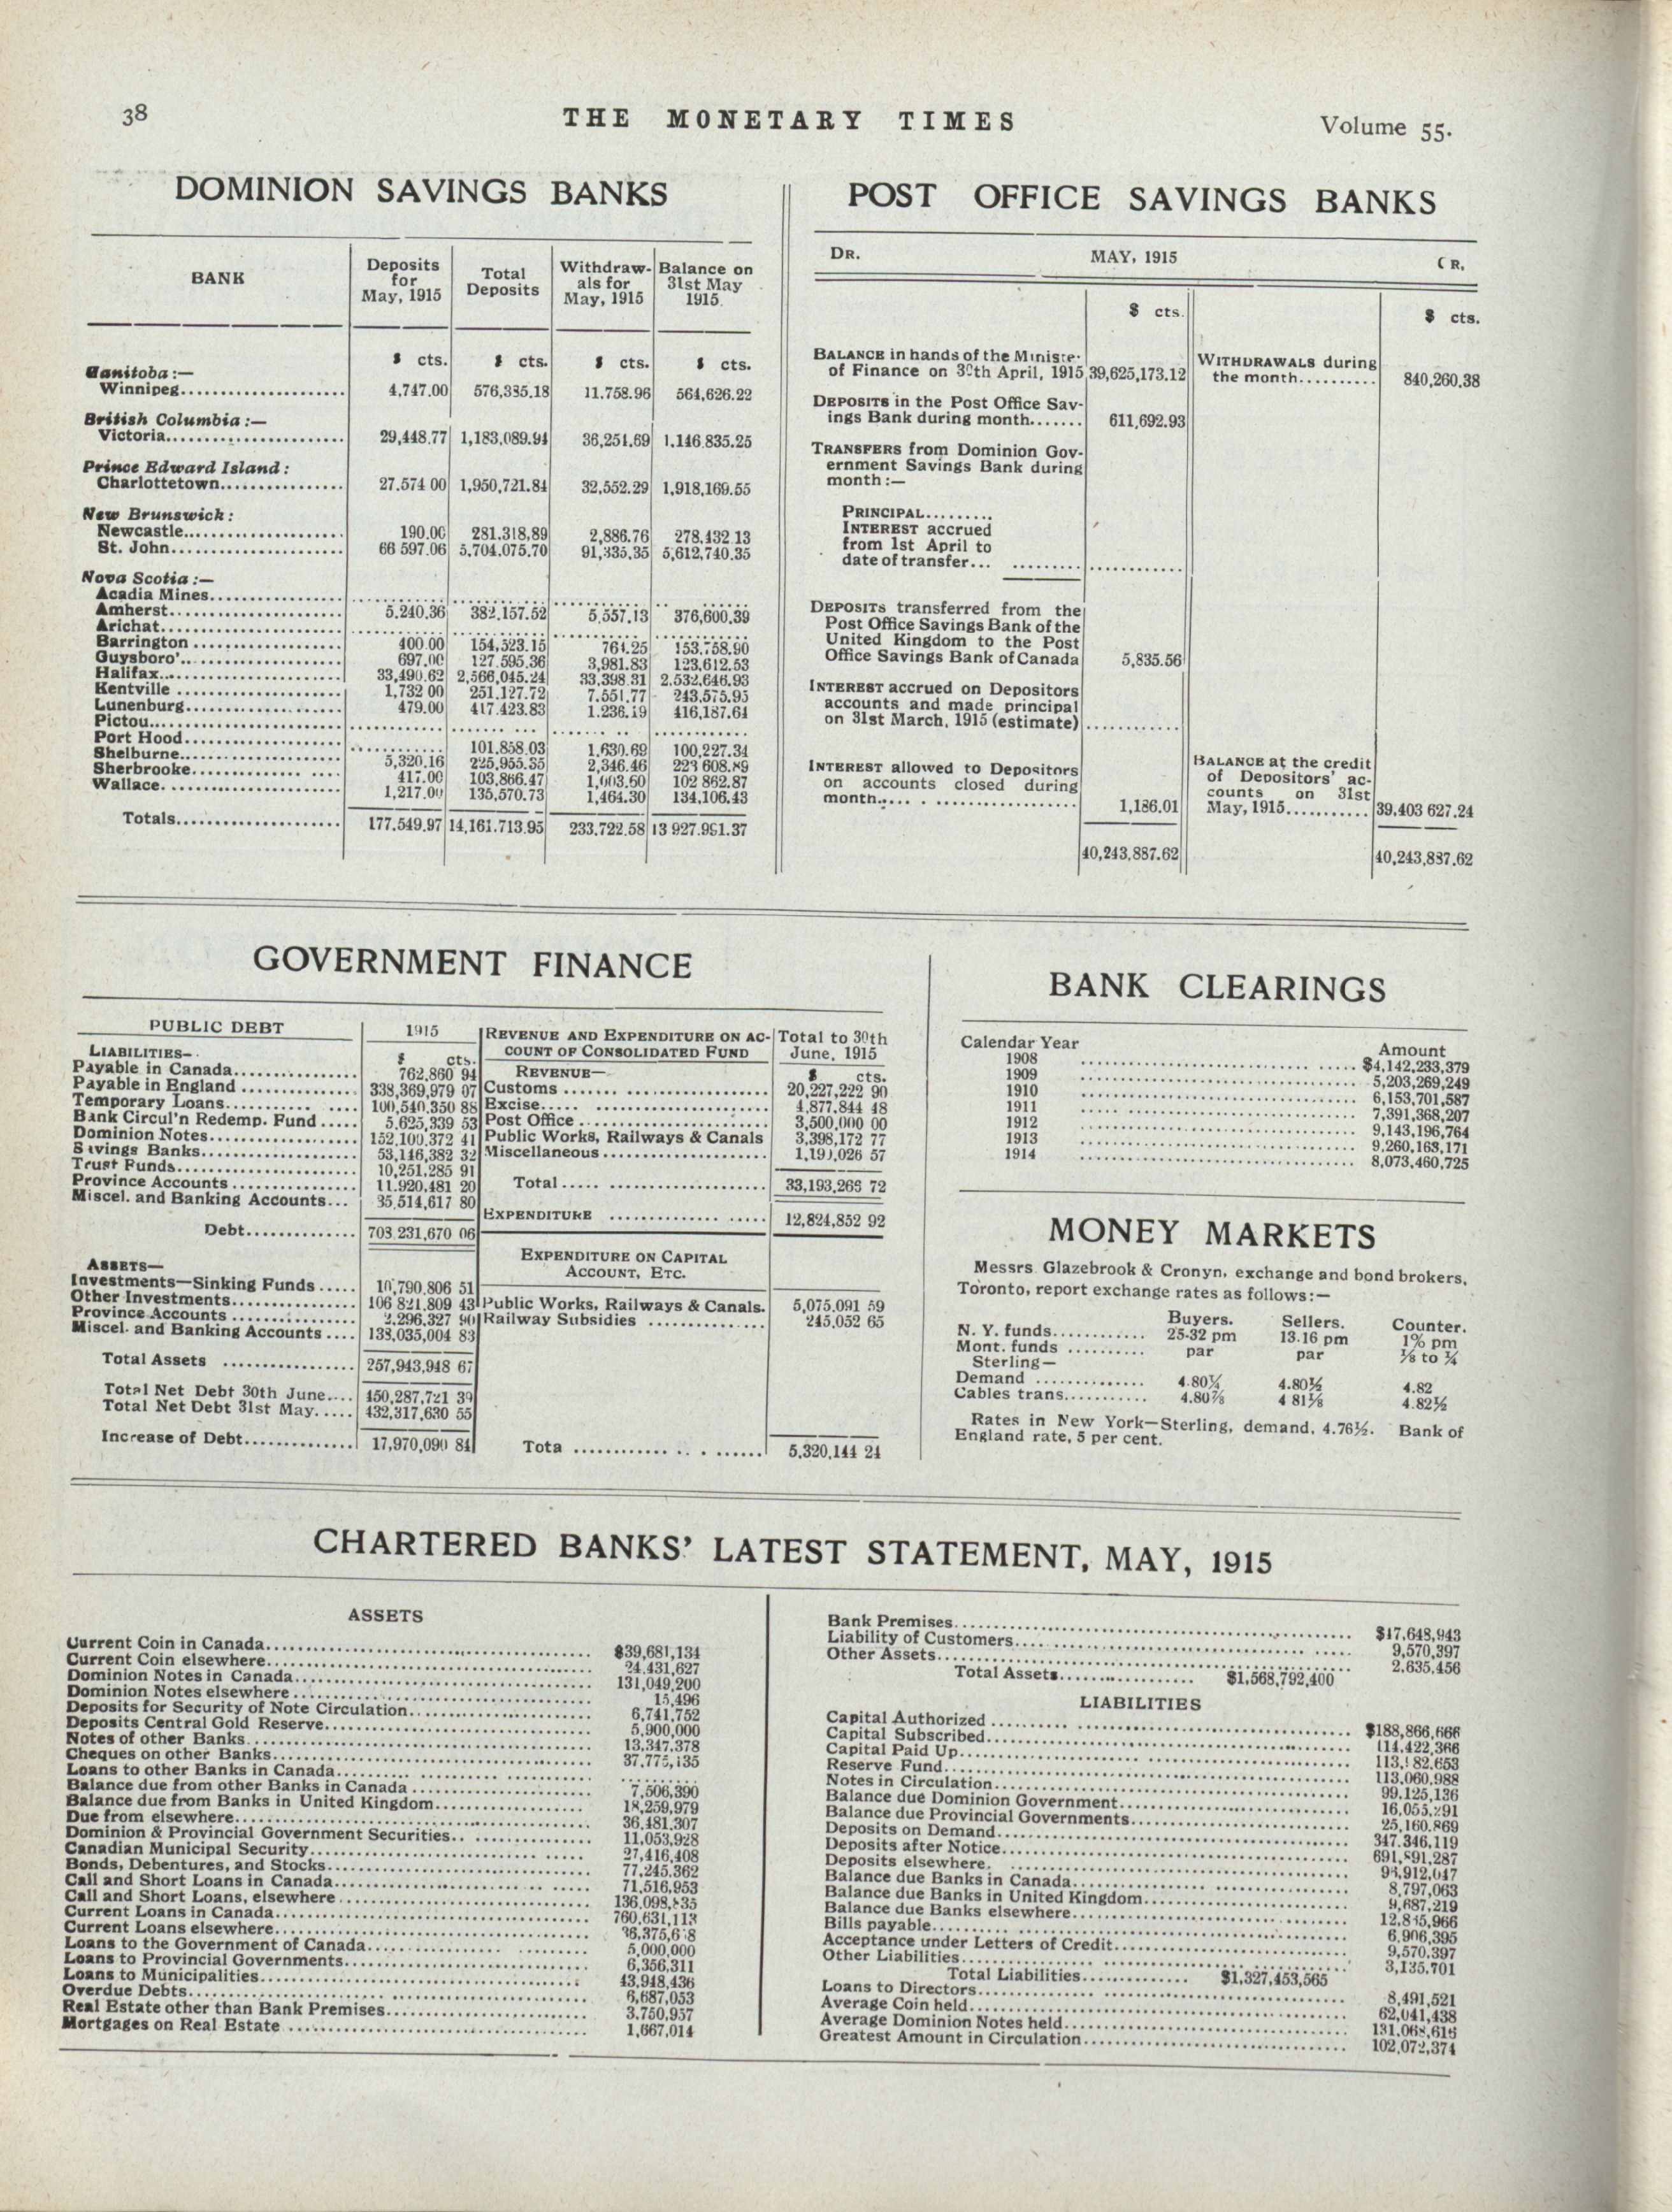 38
THE MONETARY TIMES
Volume 55.
DOMINION SAVINGS BANKS
BANK
Deposits for May, 1915
Total Deposits
Withdraw-als for May, 1915
Balance on 31st May 1915.
$ cts. $ cts. $ cts. $ cts.
Manitoba:—
Winnipeg 4,747.00 576,385.18 11,758.96 564,626.22
British Columbia:—
Victoria 29,448.77 1,183,089.94 36,251.69 1,146,835.25
Prince Edward Island:
Charlottetown 27,574 00 1,950,721.84 32,552.29 1,918,169.55
New Brunswick:
Newcastle 190.00 281,318,89 2,886.76 278,432 13
St. John 66 597.06 5,704,075.70 91,335.35 5,612,740.35
Nova Scotia:—
Acadia Mines
Amherst 5,240.36 382,157.52 5,557.13 376,600.39
Arichat
Barrington 400.00 154,523.15 764.25 153,758.90
Guysboro' 697.00 127 595.36 3,981.83 123,612.53
Halifax 33,490.62 2,566,045.24 33,398.31 2,532,646.93
Kentville 1,732 00 251,127.72 7,551.77 243,575.95
Lunenburg 479.00 417.423.83 1.236.19 416,187.64
Pictou
Port Hood 101,858.03 1,630.69 100,227.34
Shelburne 5,320.16 225,955.35 2,346.46 223 608.89
Sherbrooke 417.00 103,866.47 1,003.60 102 862.87
Wallace 1,217.00 135,570.73 1,464.30 134,106.43
Totals 177,549.97 14,161,713.95 233,722.58 13 927,991.37
POST OFFICE SAVINGS BANKS
DR. MAY, 1915 CR.
$ cts. $ cts.
BALANCE in hands of the Minister
of Finance on 30th April, 1915 39,625,173.12
DEPOSITS in the Post Office Sav-
ings Bank during month....... 611,692.93
TRANSFERS from Dominion Gov-
ernment Savings Bank during
month:—
PRINCIPAL.........
INTEREST accrued
from 1st April to
date of transfer...
DEPOSITS transferred from the
Post Office Savings Bank of the
United Kingdom to the Post
Office Savings Bank of Canada 5,835.56
INTEREST accrued on Depositors
accounts and made principal
on 31st March, 1915 (estimate)
INTEREST allowed to Depositors
on accounts closed during
month 1,186.01
40,243,887.62
WITHDRAWALS during
the month.......... 840,260.38
BALANCE at the credit
of Depositors' ac-
counts on 31st
May, 1915........... 39,403 627.24
40,243,887.62
GOVERNMENT FINANCE
PUBLIC DEBT 1915
LIABILITIES— $ cts.
Payable in Canada 762,860 94
Payable in England 338,369,979 07
Temporary Loans 100,540,350 88
Bank Circul'n Redemp. Fund 5,625,339 53
Dominion Notes 152,100,372 41
Savings Banks 53,146,382 32
Trust Funds 10,251,285 91
Province Accounts 11,920,481 20
Miscel. and Banking Accounts 35,514,617 80
Debt 708,231,670 06
ASSETS—
Investments—Sinking Funds 10,790,806 51
Other Investments 106 821,809 43
Province Accounts 2,296,327 90
Miscel. and Banking Accounts 138,035,004 83
Total Assets 257,943,948 67
Total Net Debt 30th June 450,287,721 39
Total Net Debt 31st May 432,317,630 55
Increase of Debt 17,970,090 84
REVENUE AND EXPENDITURE ON AC-
COUNT OF CONSOLIDATED FUND
Total to 30th June, 1915
REVENUE— $ cts.
Customs 20,227,222 90
Excise 4,877,844 48
Post Office 3,500,000 00
Public Works, Railways & Canals 3,398,172 77
Miscellaneous 1,190,026 57
Total 33,193,266 72
EXPENDITURE 12,824,852 92
EXPENDITURE ON CAPITAL
ACCOUNT, ETC.
Public Works, Railways & Canals. 5,075,091 59
Railway Subsidies 245,052 65
Tota 5,320,144 24
BANK CLEARINGS
Calendar Year Amount
1908 $4,142,233,379
1909 5,203,269,249
1910 6,153,701,587
1911 7,391,368,207
1912 9,143,196,764
1913 9,260,163,171
1914 8,073,460,725
MONEY MARKETS
Messrs Glazebrook & Cronyn, exchange and bond brokers,
Toronto, report exchange rates as follows:—
Buyers. Sellers. Counter.
N. Y. funds 25-32 pm 13.16 pm 1% pm
Mont. funds par par ⅛ to ¼
Sterling—
Demand 4.80¼ 4.80½ 4.82
Cables trans. 4.80⅞ 4 81⅛ 4.82½
Rates in New York—Sterling, demand, 4.76½. Bank of
England rate, 5 per cent.
CHARTERED BANKS' LATEST STATEMENT, MAY, 1915
ASSETS
Current Coin in Canada $39,681,134
Current Coin elsewhere 24,431,627
Dominion Notes in Canada 131,049,200
Dominion Notes elsewhere 15,496
Deposits for Security of Note Circulation 6,741,752
Deposits Central Gold Reserve 5,900,000
Notes of other Banks 13,347,378
Cheques on other Banks 37,775,135
Loans to other Banks in Canada
Balance due from other Banks in Canada 7,506,390
Balance due from Banks in United Kingdom 18,259,979
Due from elsewhere 36,481,307
Dominion & Provincial Government Securities 11,053,928
Canadian Municipal Security 27,416,408
Bonds, Debentures, and Stocks 77,245,362
Call and Short Loans in Canada 71,516,953
Call and Short Loans, elsewhere 136,098,835
Current Loans in Canada 760,631,113
Current Loans elsewhere
Loans to the Government of Canada 5,000,000
Loans to Provincial Governments 6,356,311
Loans to Municipalities 43,948,436
Overdue Debts 6,687,053
Real Estate other than Bank Premises 3,750,957
Mortgages on Real Estate 1,667,014
Bank Premises $47,648,943
Liability of Customers 9,570,397
Other Assets 2,635,456
Total Assets $1,568,792,400
LIABILITIES
Capital Authorized $188,866,666
Capital Subscribed 114,422,366
Capital Paid Up 113,182,653
Reserve Fund 113,060,988
Notes in Circulation 99,125,136
Balance due Dominion Government 16,055,291
Balance due Provincial Governments 25,160,869
Deposits on Demand 347,346,119
Deposits after Notice 691,891,287
Deposits elsewhere
Balance due Banks in Canada 8,797,063
Balance due Banks in United Kingdom 9,687,219
Balance due Banks elsewhere
Bills payable 6,906,395
Acceptance under Letters of Credit 9,570,397
Other Liabilities 3,135,701
Total Liabilities $1,327,453,565
Loans to Directors 8,491,521
Average Coin held 62,041,438
Average Dominion Notes held 131,068,616
Greatest Amount in Circulation 102,072,374